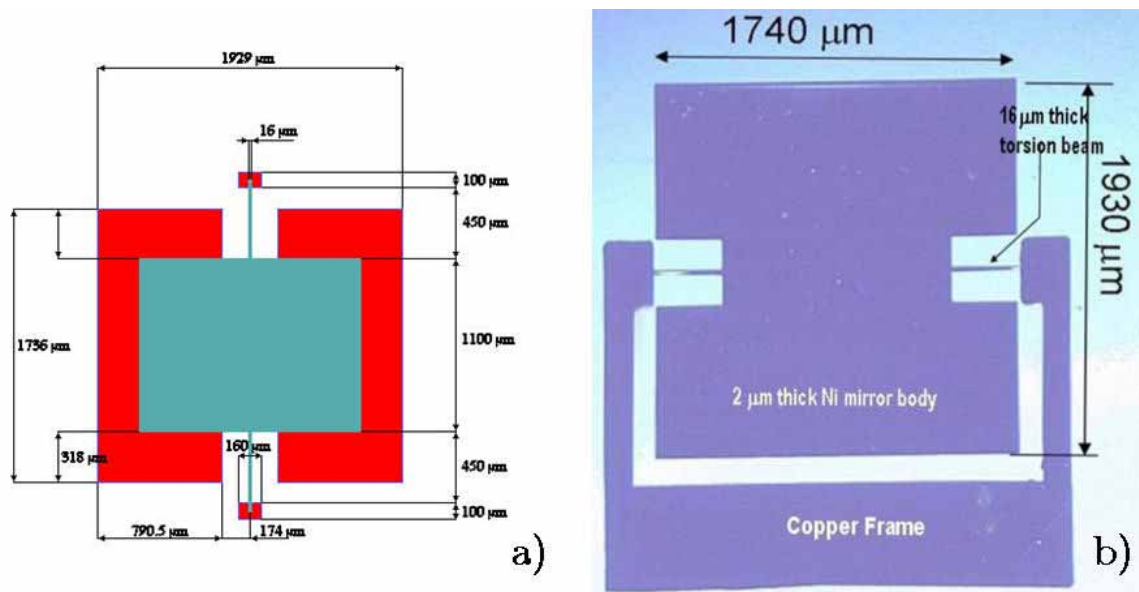 1929 µm
16 µm
100 µm
450 µm
1736 µm
1100 µm
318 µm
160 µm
450 µm
100 µm
790.5 µm
174 µm
a)
1740 µm
16 µm thick
torsion beam
1930 µm
2 µm thick Ni mirror body
Copper Frame
b)